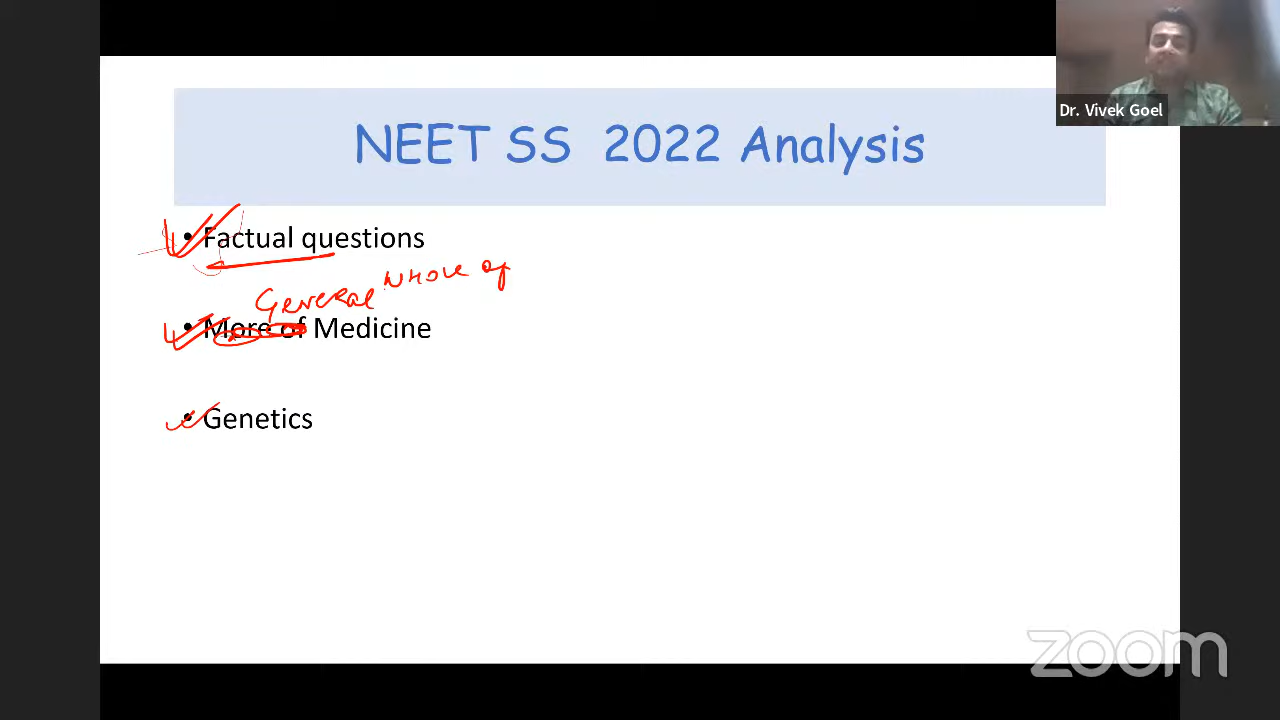 Dr. Vivek Goel
NEET SS 2022 Analysis
• Factual questions
General Whole of
• More of Medicine
• Genetics
zoom